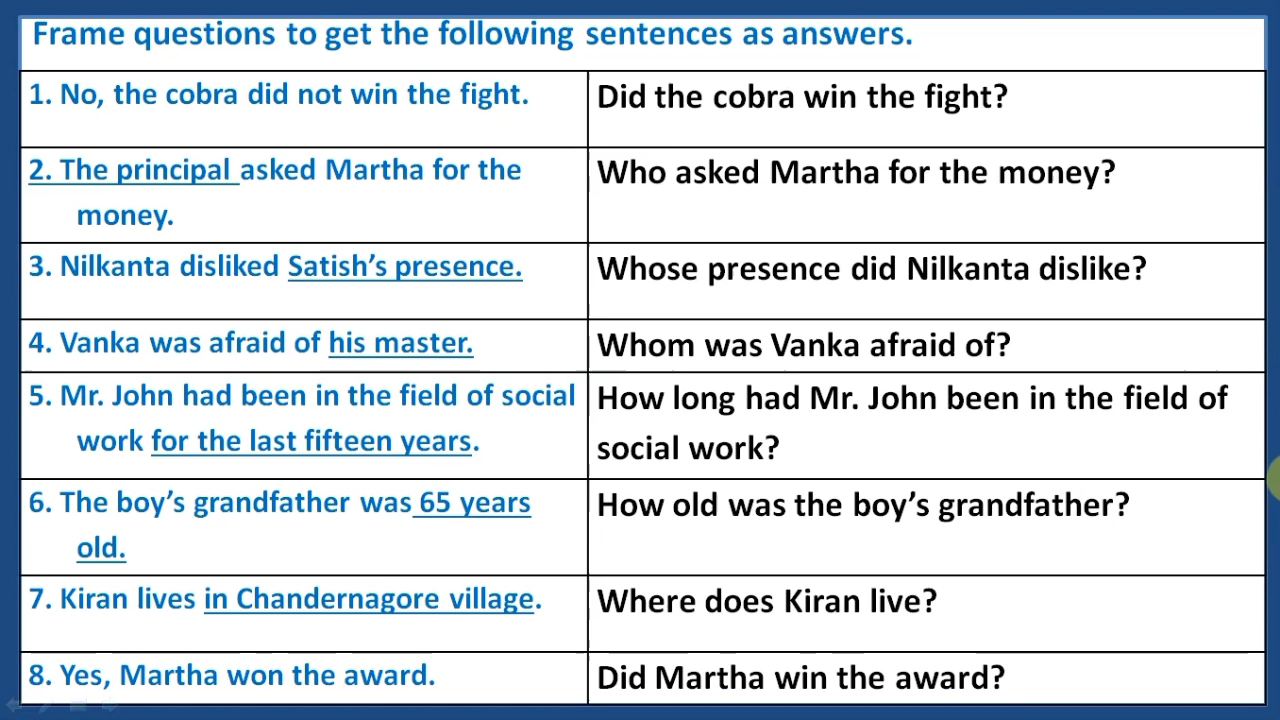 Frame questions to get the following sentences as answers.
1. No, the cobra did not win the fight.
Did the cobra win the fight?
2. The principal asked Martha for the
money.
Who asked Martha for the money?
3. Nilkanta disliked Satish’s presence.
Whose presence did Nilkanta dislike?
4. Vanka was afraid of his master.
Whom was Vanka afraid of?
5. Mr. John had been in the field of social
work for the last fifteen years.
How long had Mr. John been in the field of
social work?
6. The boy’s grandfather was 65 years
old.
How old was the boy’s grandfather?
7. Kiran lives in Chandernagore village.
Where does Kiran live?
8. Yes, Martha won the award.
Did Martha win the award?